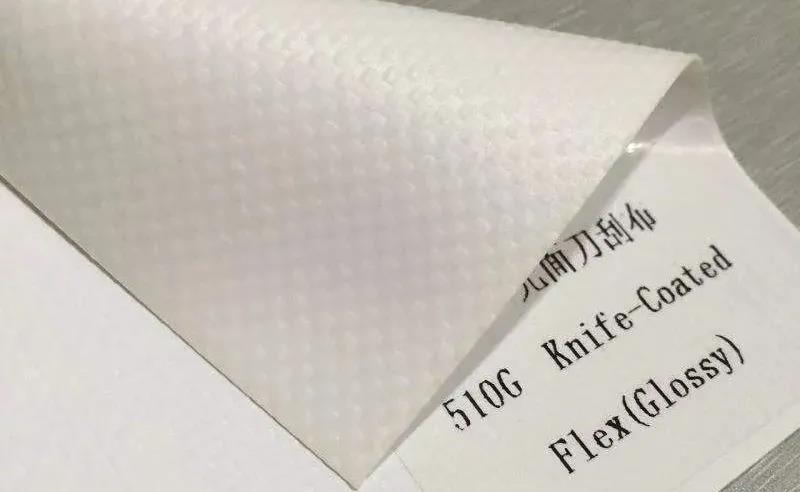 面刀刮布
510G Knife-Coated
Flex(Glossy)